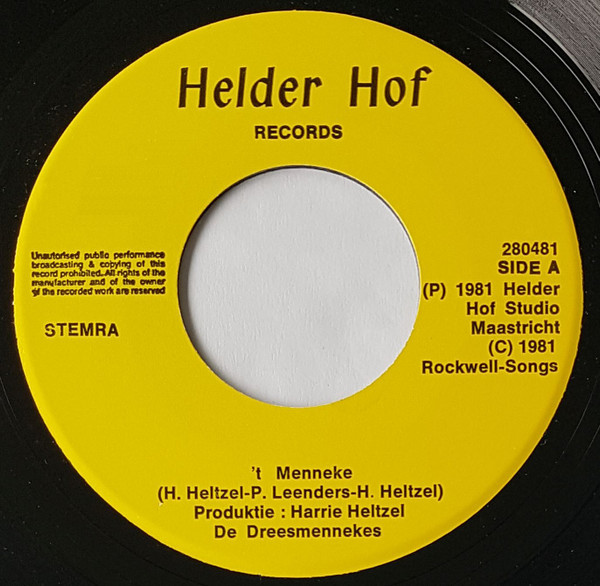 Helder Hof
RECORDS
Unautorised public performance
broadcasting & copying of this
record prohibited. All rights of the
manufacturer and of the owner
of the recorded work are reserved
STEMRA
280481
SIDE A
(P) 1981 Helder
Hof Studio
Maastricht
(C) 1981
Rockwell-Songs
't Menneke
(H. Heltzel-P. Leenders-H. Heltzel)
Produktie : Harrie Heltzel
De Dreesmennekes